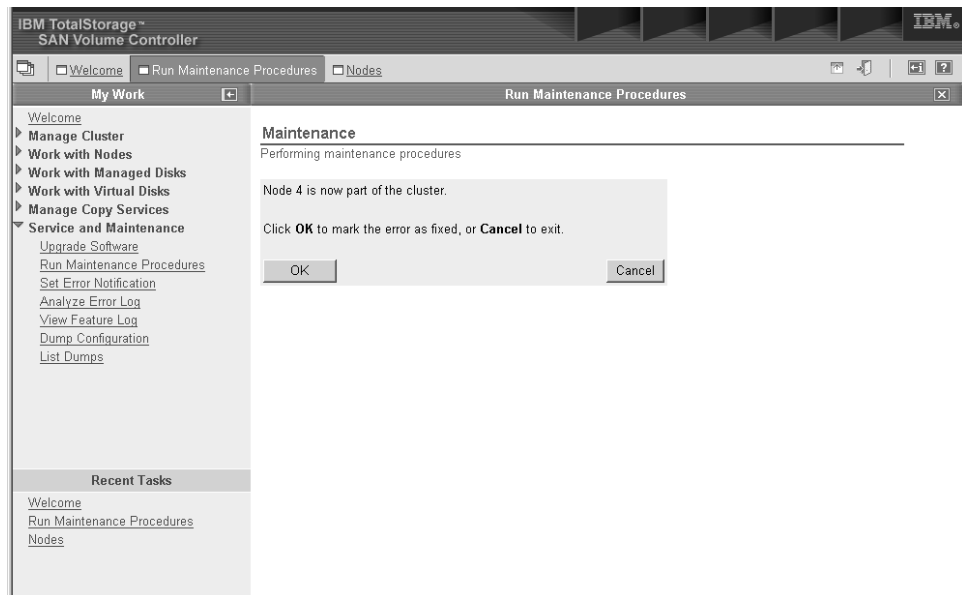 IBM TotalStorage™
SAN Volume Controller
IBM®
Welcome
Run Maintenance Procedures
Nodes
?
My Work
Run Maintenance Procedures
Welcome
Manage Cluster
Work with Nodes
Work with Managed Disks
Work with Virtual Disks
Manage Copy Services
Service and Maintenance
Upgrade Software
Run Maintenance Procedures
Set Error Notification
Analyze Error Log
View Feature Log
Dump Configuration
List Dumps
Recent Tasks
Welcome
Run Maintenance Procedures
Nodes
Maintenance
Performing maintenance procedures
Node 4 is now part of the cluster.
Click OK to mark the error as fixed, or Cancel to exit.
OK
Cancel